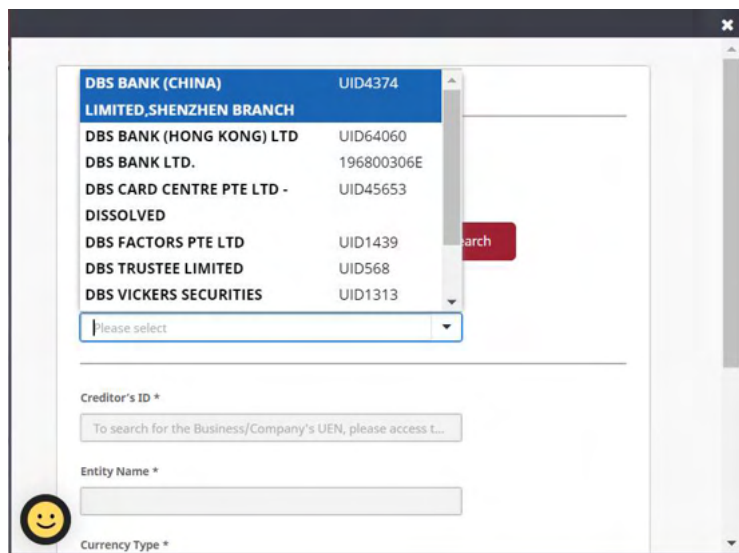 DBS BANK (CHINA) UID4374
LIMITED,SHENZHEN BRANCH
DBS BANK (HONG KONG) LTD UID64060
DBS BANK LTD. 196800306E
DBS CARD CENTRE PTE LTD - UID45653
DISSOLVED
DBS FACTORS PTE LTD UID1439
arch
DBS TRUSTEE LIMITED UID568
DBS VICKERS SECURITIES UID1313
Please select
Creditor's ID *
To search for the Business/Company's UEN, please access t...
Entity Name *
Currency Type *